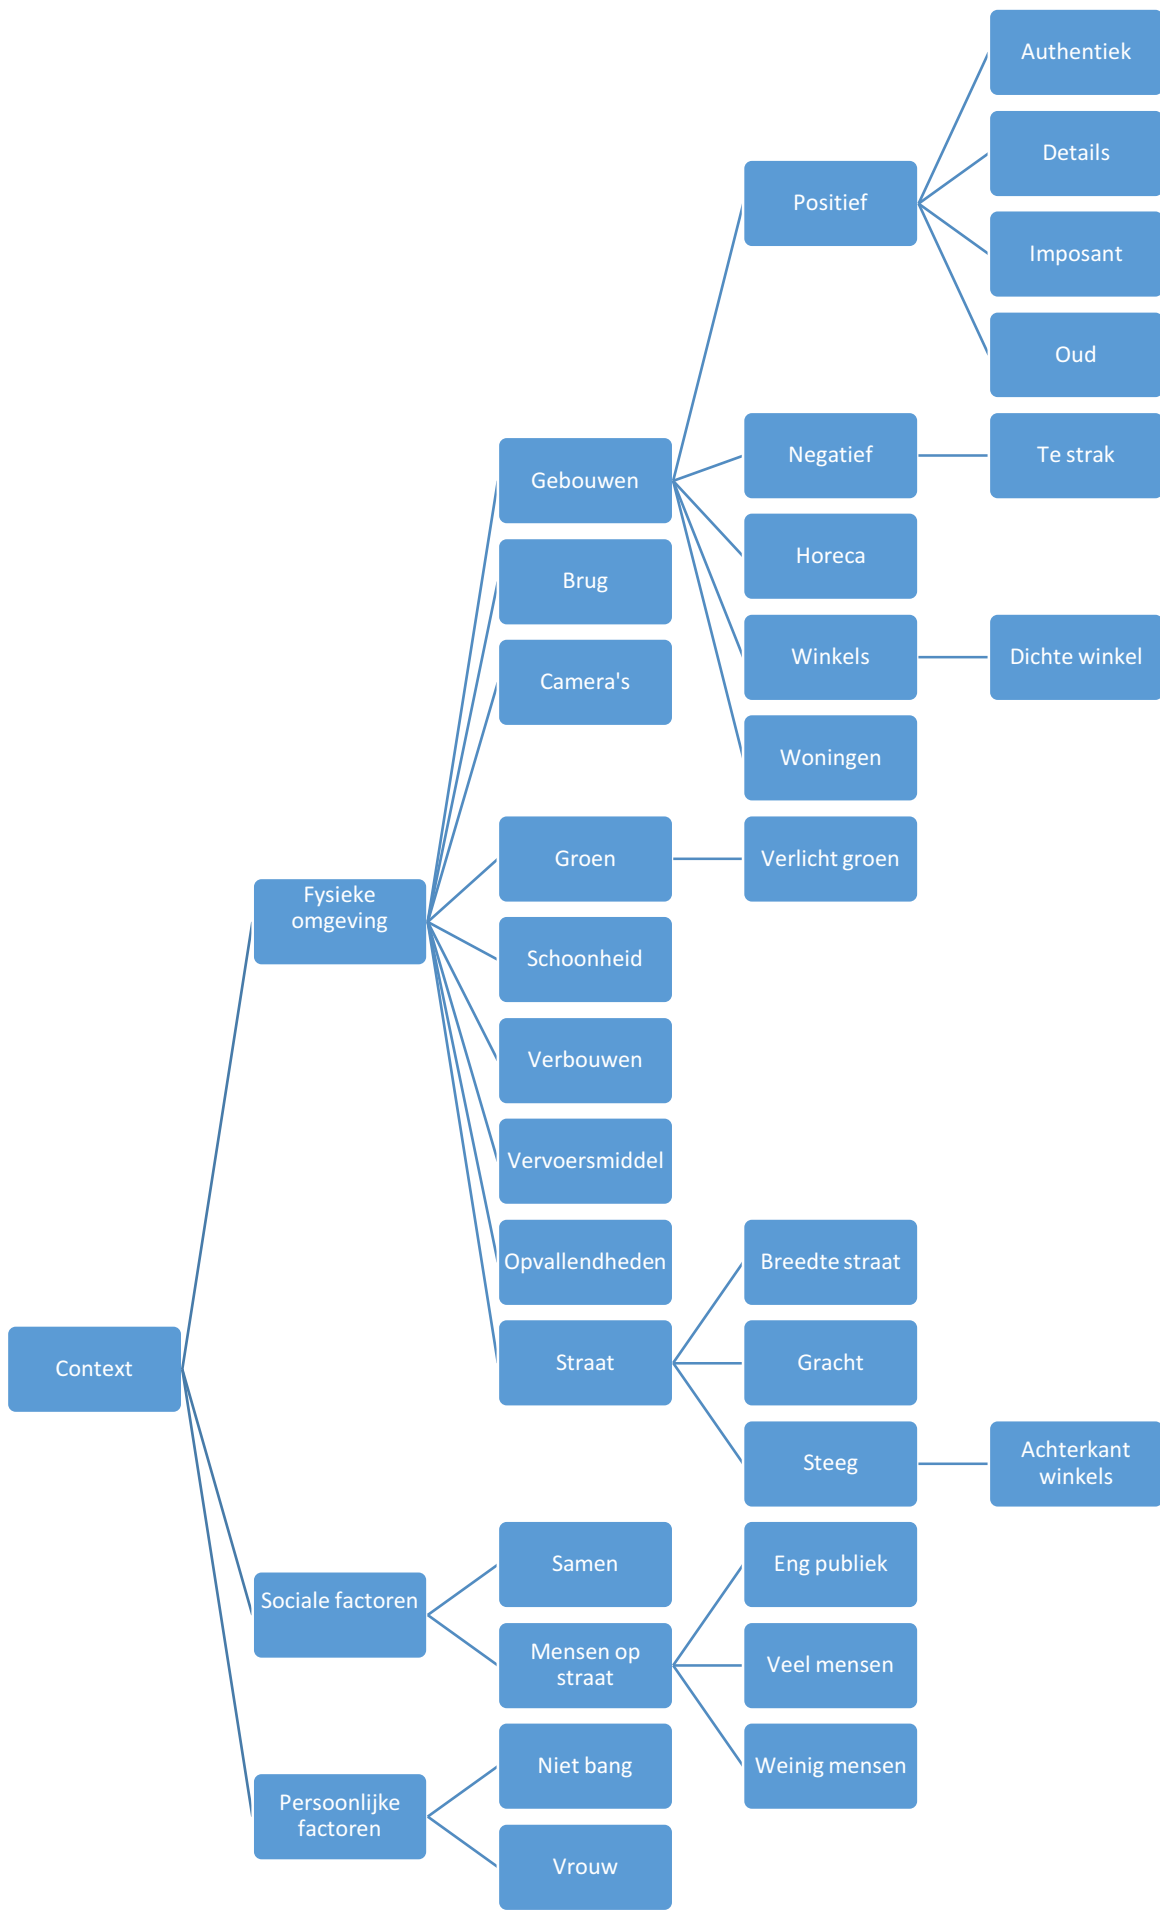 Authentiek
Details
Positief
Imposant
Oud
Negatief
Te strak
Gebouwen
Horeca
Brug
Winkels
Dichte winkel
Camera's
Woningen
Groen
Verlicht groen
Fysieke
omgeving
Schoonheid
Verbouwen
Vervoersmiddel
Opvallendheden
Breedte straat
Context
Straat
Gracht
Steeg
Achterkant
winkels
Samen
Eng publiek
Sociale factoren
Mensen op
straat
Veel mensen
Niet bang
Weinig mensen
Persoonlijke
factoren
Vrouw